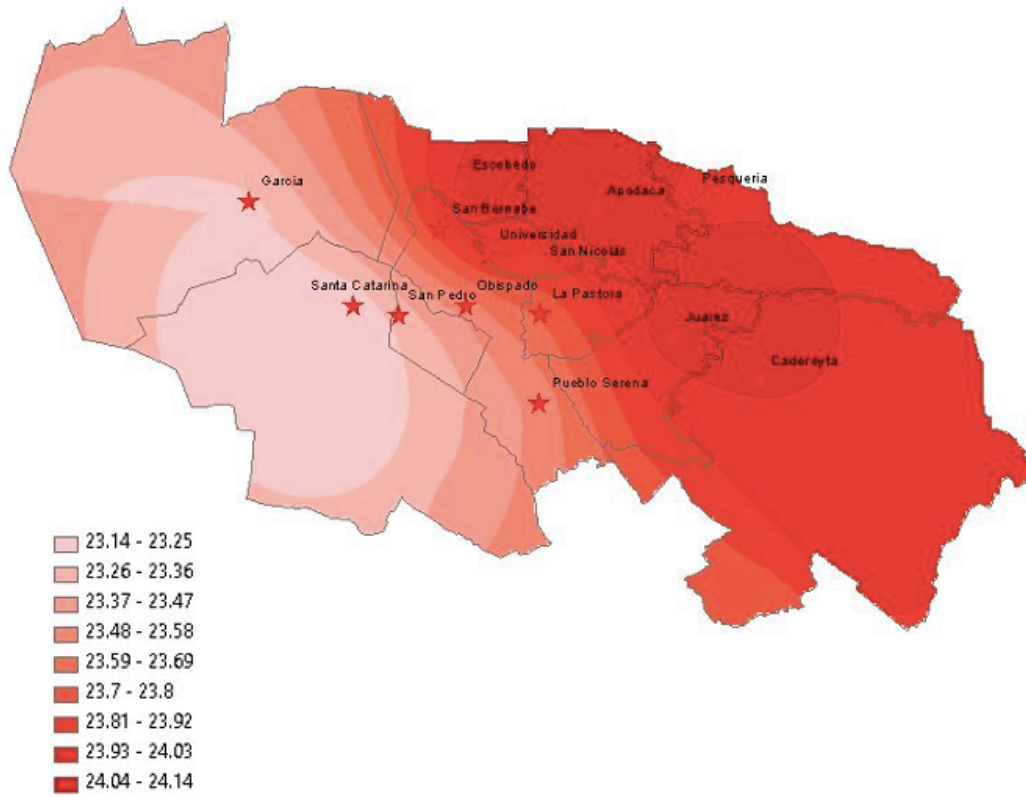 Escobedo
Pesqueria
Garcia
Apodaca
San Bernabe
Universidad
San Nicolas
Santa Catarina
San Pedro
Obispado
La Pastora
Juarez
Cadereyta
Pueblo Serena
23.14 - 23.25
23.26 - 23.36
23.37 - 23.47
23.48 - 23.58
23.59 - 23.69
23.7 - 23.8
23.81 - 23.92
23.93 - 24.03
24.04 - 24.14